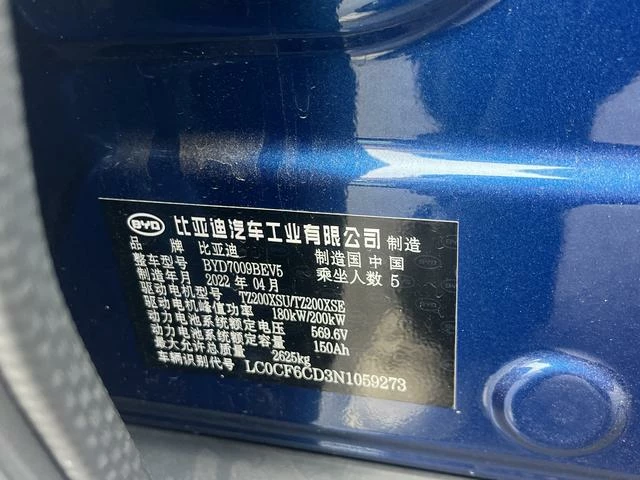 BYD 比亚迪汽车工业有限公司 制造
品 牌 比亚迪 制造国 中国
整车型号 BYD7009BEV5 乘坐人数 5
制造年月 2022 年 04 月
驱动电机型号 TZ200XSU/TZ200XSE
驱动电机峰值功率 180kW/200kW
动力电池系统额定电压 569.6V
动力电池系统额定容量 150Ah
最大允许总质量 2625kg
车辆识别代号 LC0CF6CD3N1059273